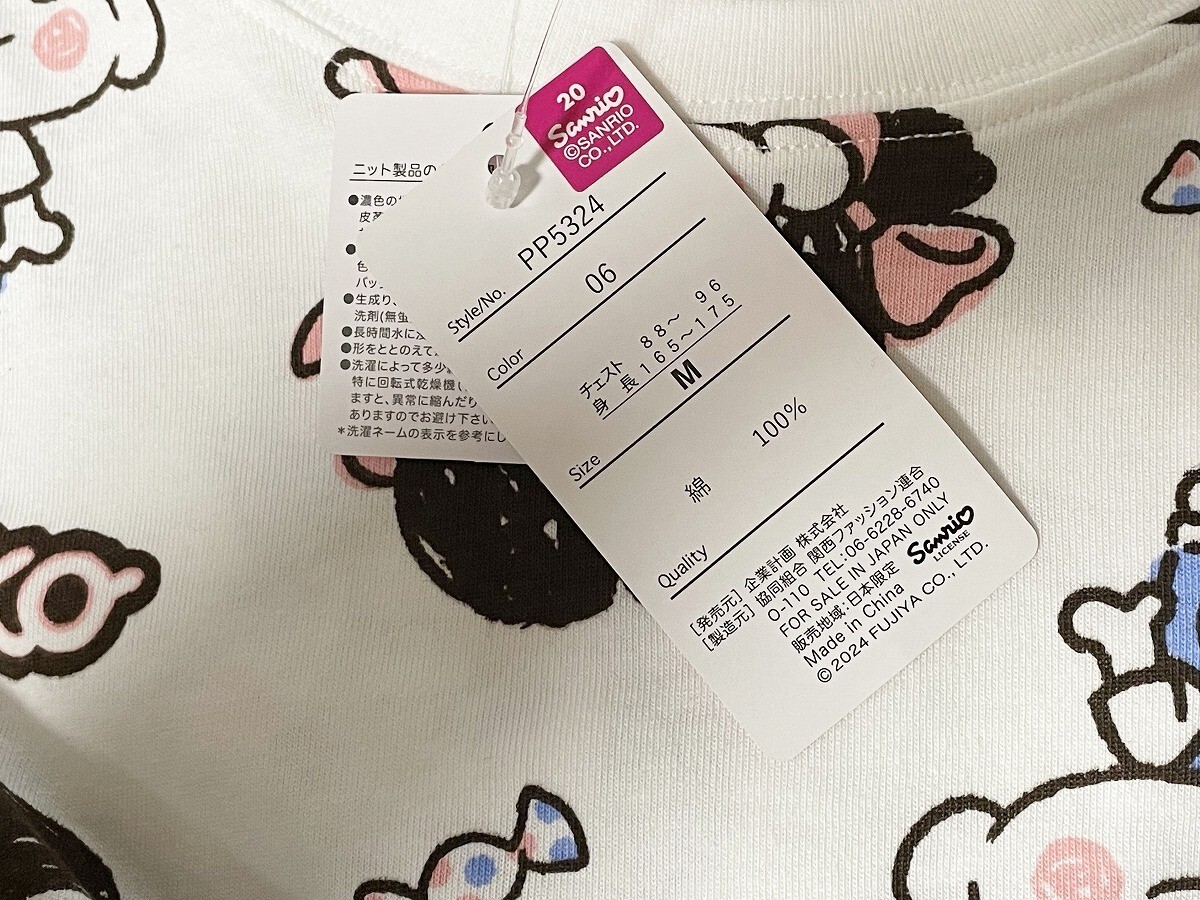 20
Sanrio
©SANRIO
CO., LTD.
Style/No. PP5324
Color 06
チェスト 88～ 96
身 長 165～175
Size M
綿 100%
Quality
[発売元] 企業計画 株式会社
[製造元] 協同組合 関西ファッション連合
O-110 TEL:06-6228-6740
FOR SALE IN JAPAN ONLY
販売地域:日本限定
Made in China
© 2024 FUJIYA CO., LTD.
Sanrio
LICENSE
ニット製品の
●濃色の
●
色
バッ
●生成り、
洗剤(無蛍
●長時間水に
●形をととのえて
●洗濯によって多少
特に回転式乾燥機(
ますと、異常に縮んだり
ありますのでお避け下さい
*洗濯ネームの表示を参考にし